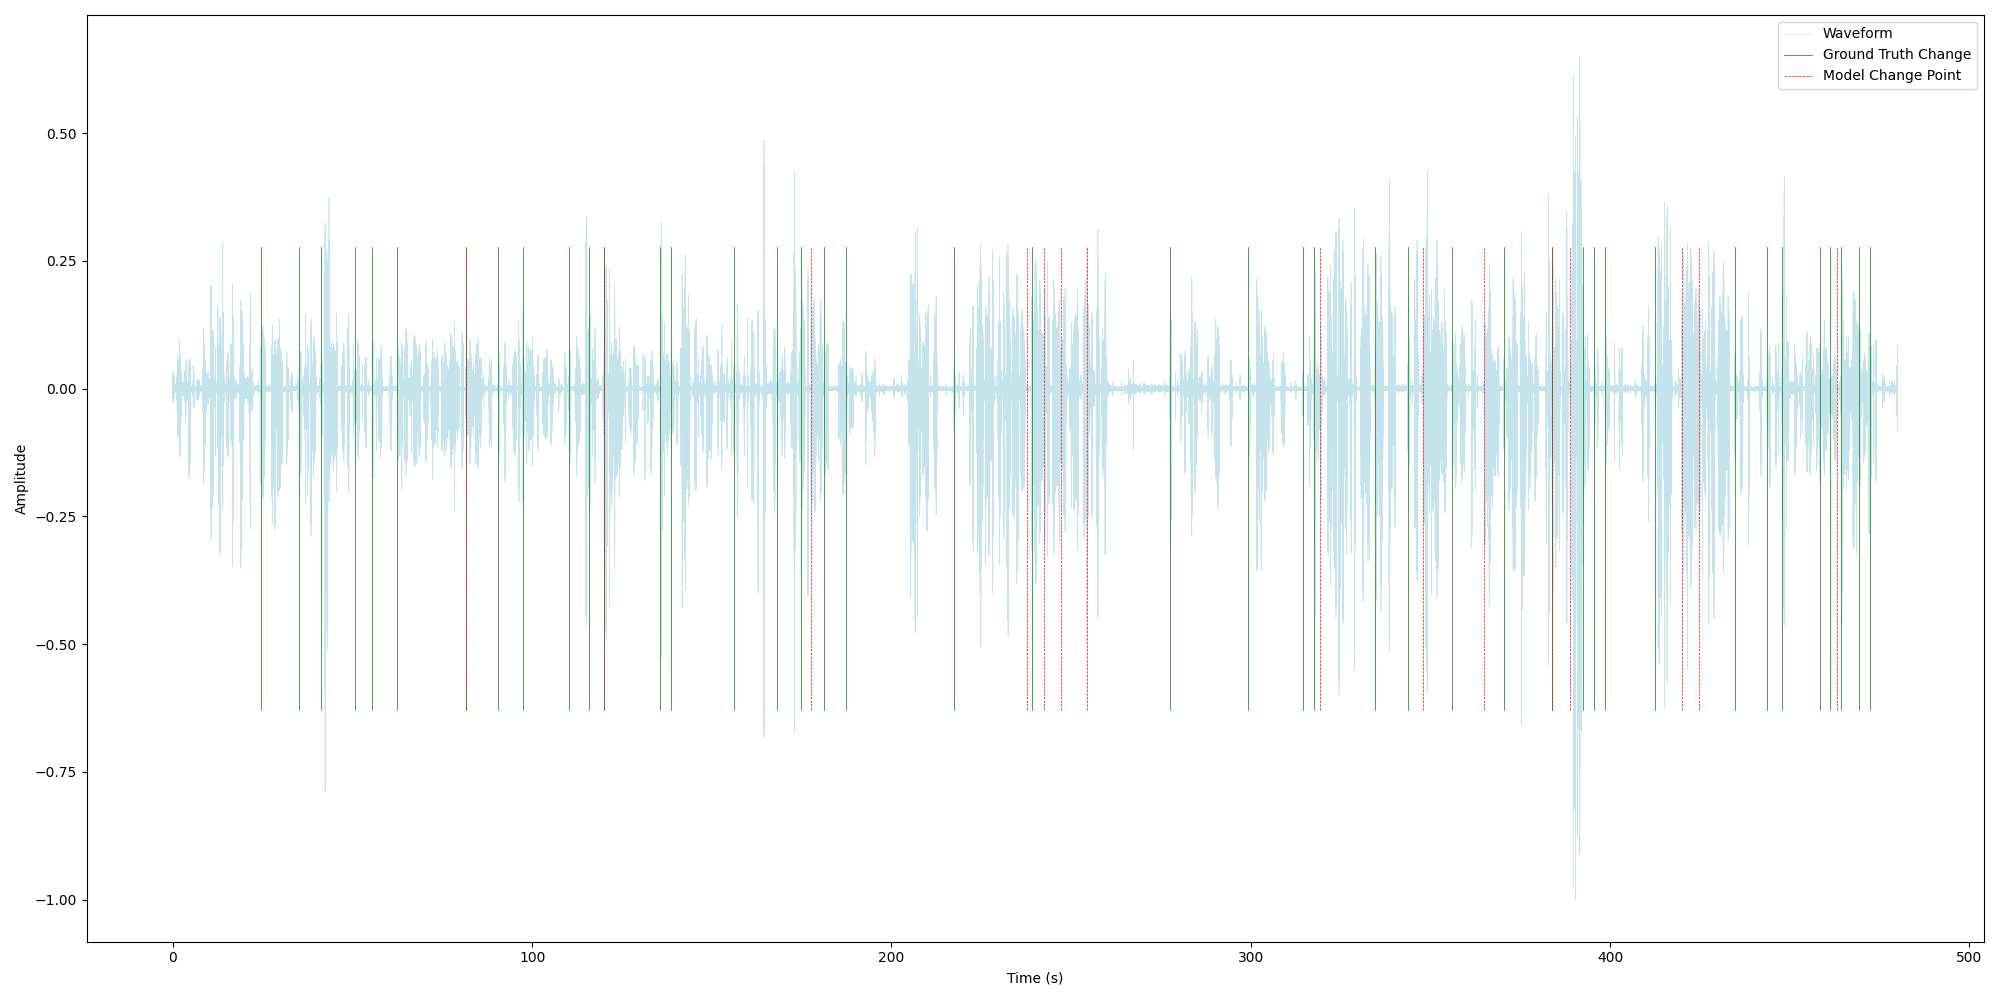 Waveform
Ground Truth Change
Model Change Point
0.50
0.25
0.00
−0.25
−0.50
−0.75
−1.00
Amplitude
0 100 200 300 400 500
Time (s)